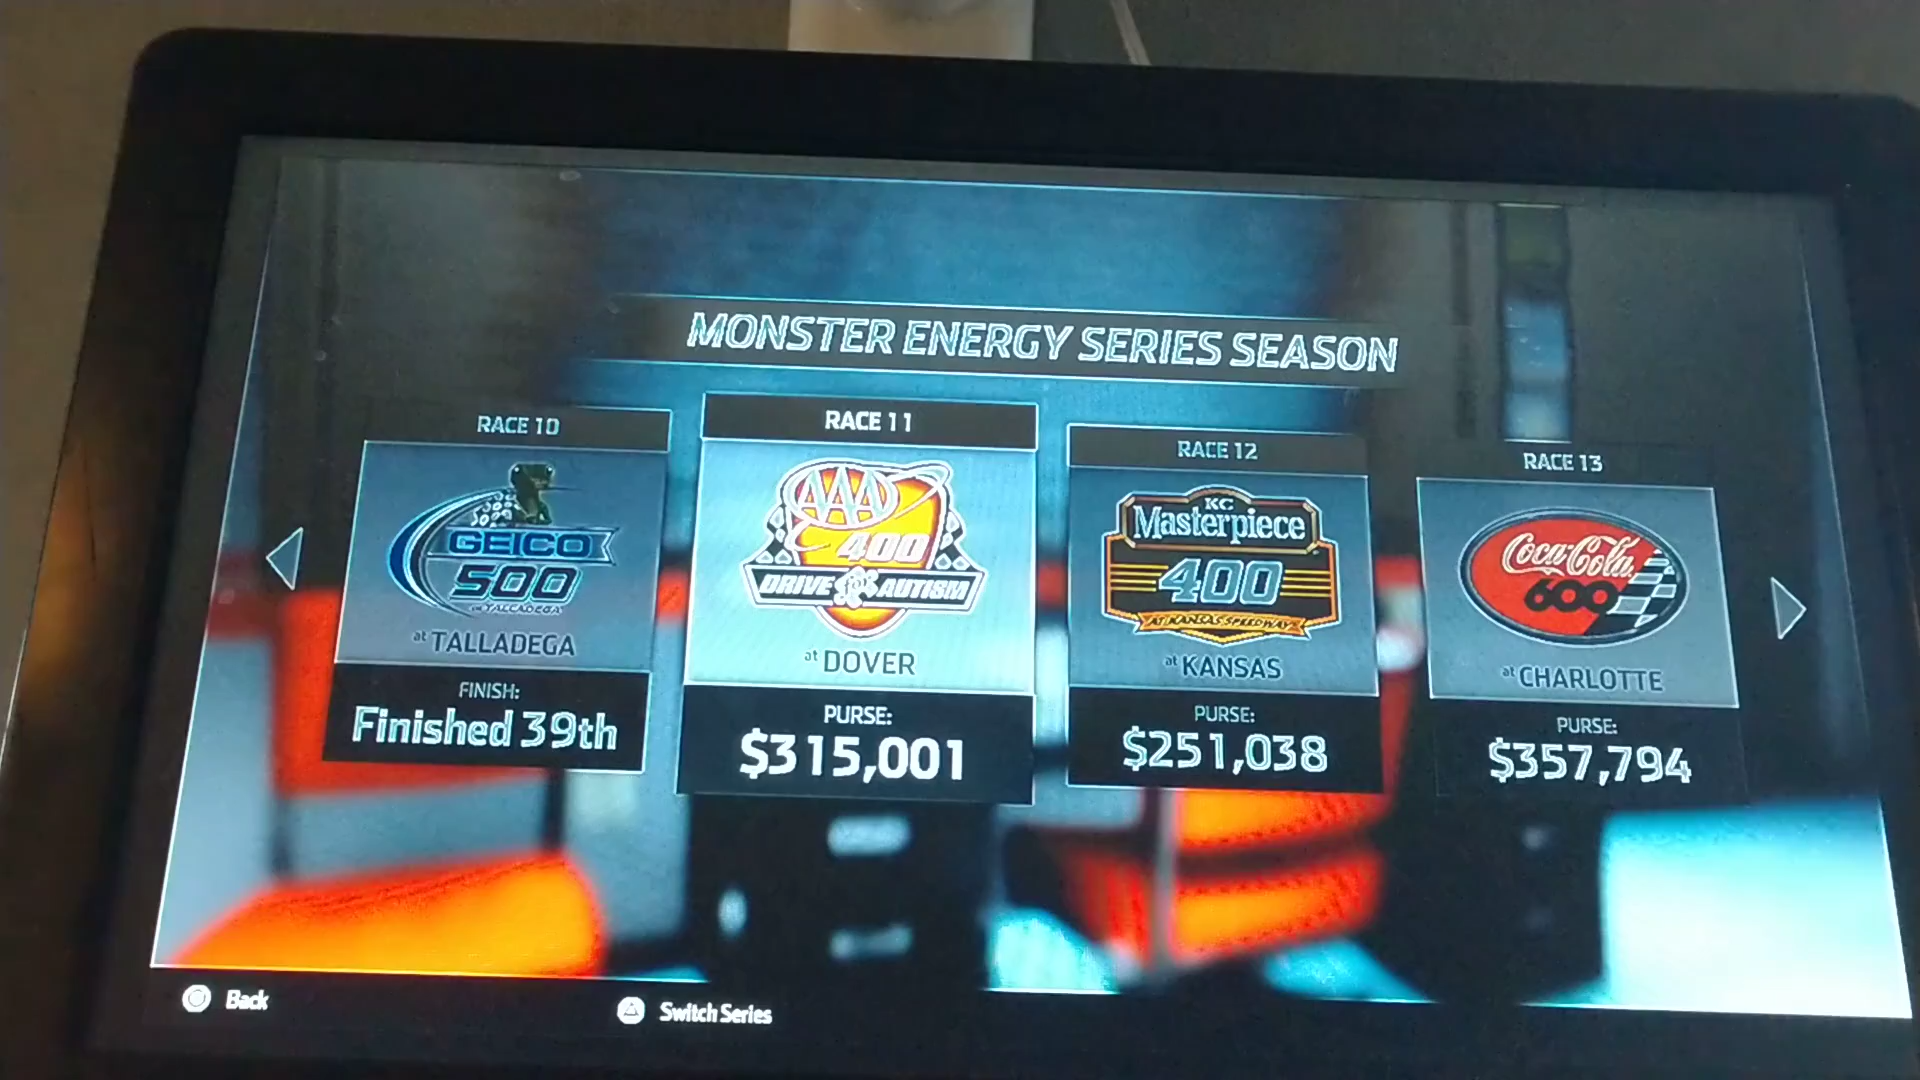 MONSTER ENERGY SERIES SEASON
RACE 10
GEICO
500
at TALLADEGA
at TALLADEGA
FINISH:
Finished 39th
RACE 11
AAA
400
DRIVE AUTISM
at DOVER
PURSE:
$315,001
RACE 12
KC
Masterpiece
400
AT KANSAS SPEEDWAY
at KANSAS
PURSE:
$251,038
RACE 13
Coca-Cola
600
at CHARLOTTE
PURSE:
$357,794
Back
Switch Series